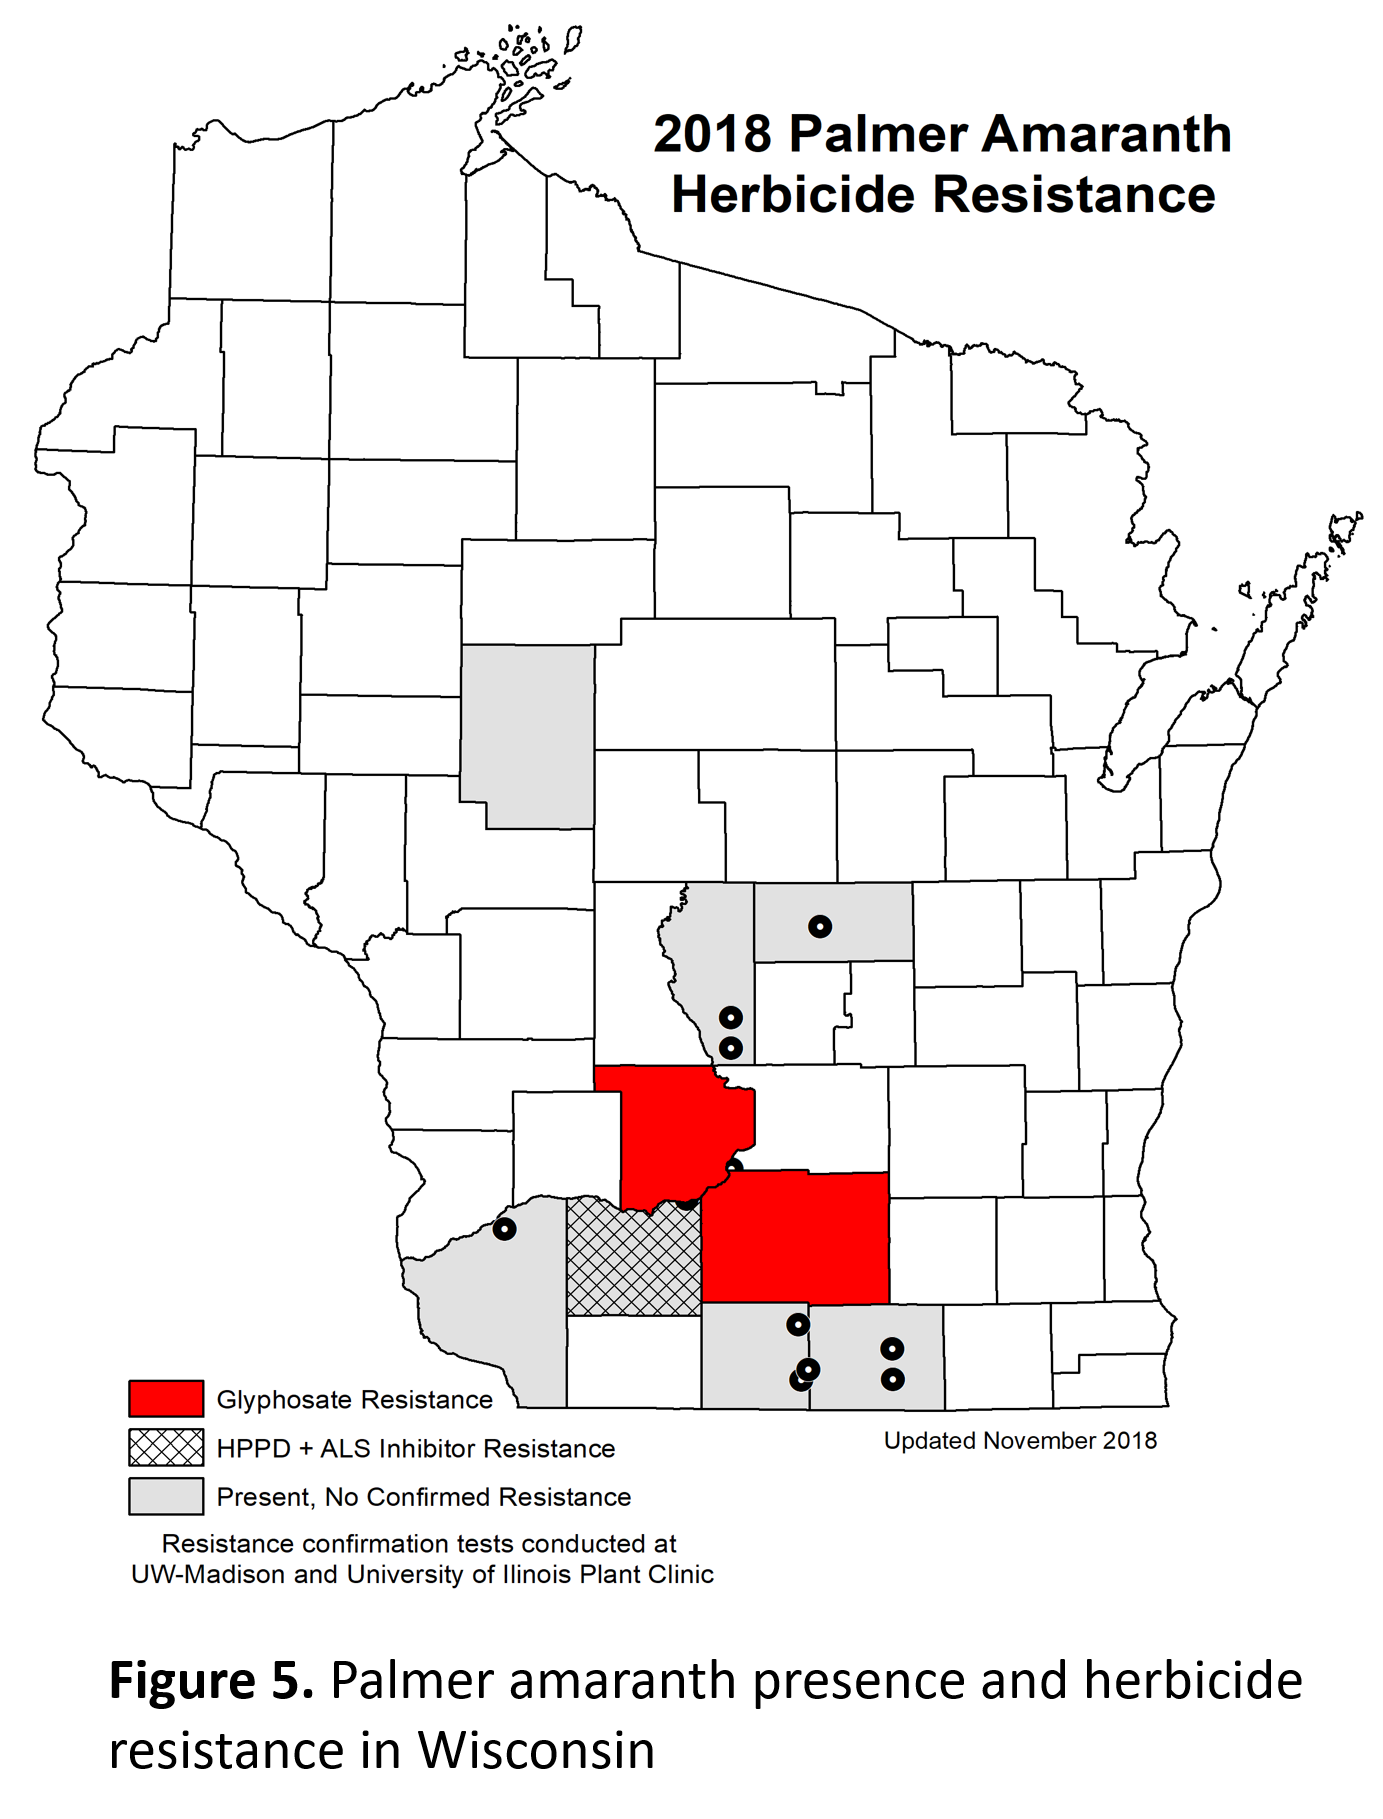 2018 Palmer Amaranth
Herbicide Resistance
Glyphosate Resistance
HPPD + ALS Inhibitor Resistance
Present, No Confirmed Resistance
Resistance confirmation tests conducted at
UW-Madison and University of Ilinois Plant Clinic
Updated November 2018
Figure 5. Palmer amaranth presence and herbicide
resistance in Wisconsin